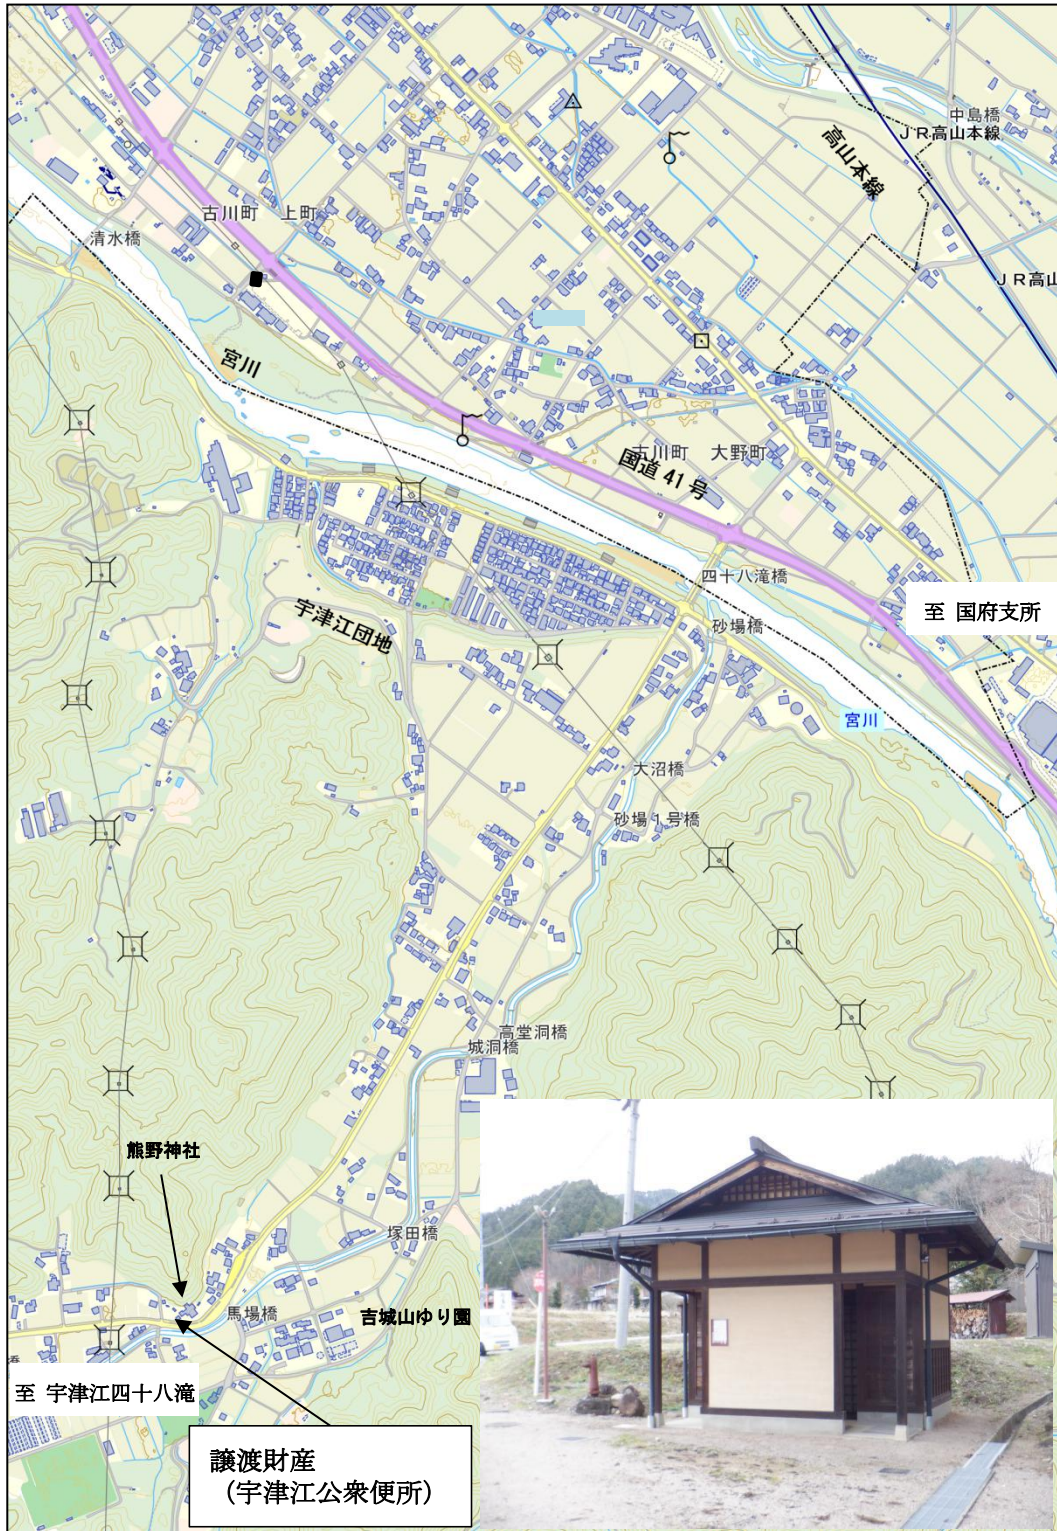 中島橋
JR高山本線
高山本線
古川町 上町
清水橋
JR高山
宮川
古川町 大野町
国道41号
四十八滝橋
至 国府支所
宇津江団地
砂場橋
宮川
大沼橋
砂場1号橋
高堂洞橋
城洞橋
熊野神社
塚田橋
馬場橋
吉城山ゆり園
橋
至 宇津江四十八滝
譲渡財産
(宇津江公衆便所)